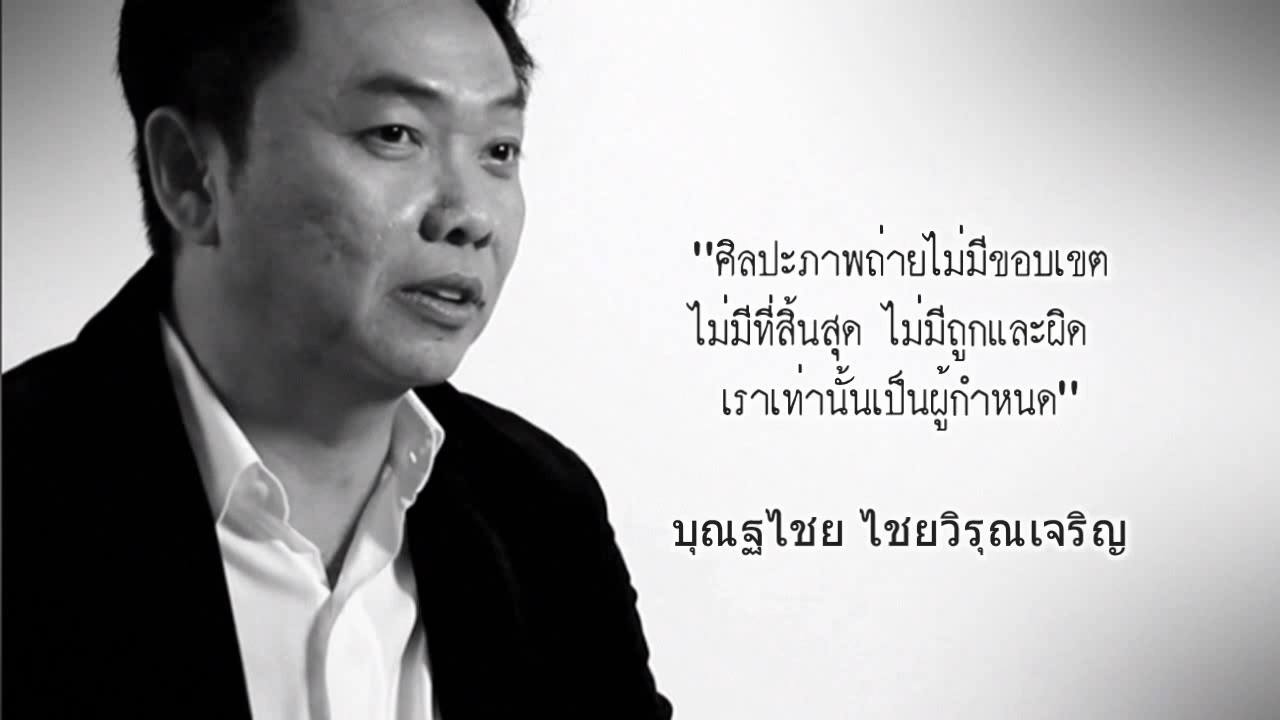 "ศิลปะภาพถ่ายไม่มีขอบเขต
ไม่มีที่สิ้นสุด ไม่มีถูกและผิด
เราเท่านั้นเป็นผู้กำหนด"
บุณฐไชย ไชยวิรุณเจริญ